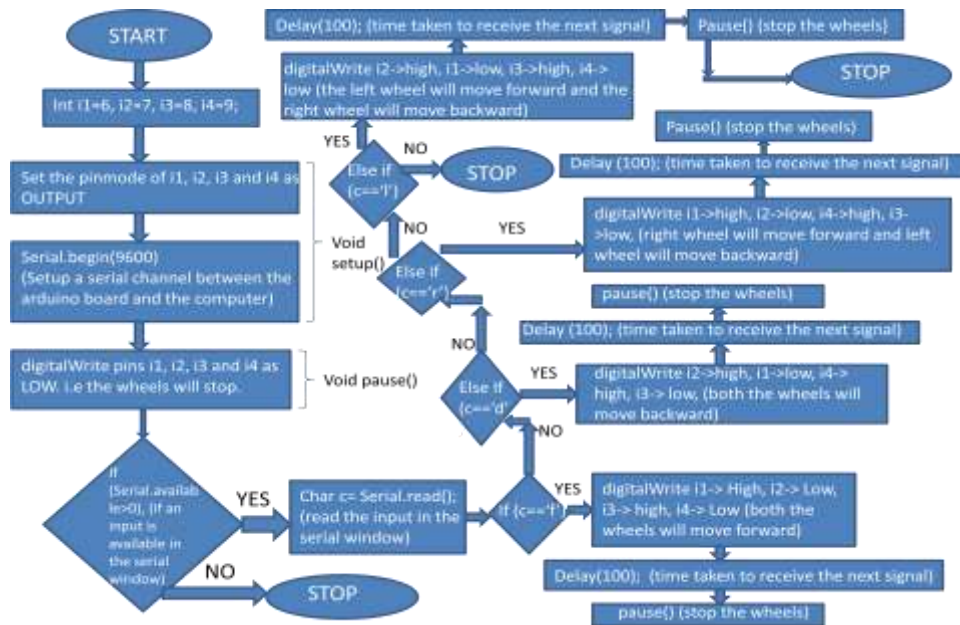 START
Int i1=6, i2=7, i3=8, i4=9;
Set the pinmode of i1, i2, i3 and i4 as
OUTPUT
Serial.begin(9600)
(Setup a serial channel between the
arduino board and the computer)
Void
setup()
digitalWrite pins i1, i2, i3 and i4 as
LOW. i.e the wheels will stop.
Void pause()
If
(Serial.availab
le>0), (If an
input is
available in
the serial
window)
NO
STOP
YES
Char c= Serial.read();
(read the input in the
serial window)
If (c=='f')
YES
digitalWrite i1-> High, i2-> Low,
i3-> high, i4-> Low (both the
wheels will move forward)
Delay(100); (time taken to receive the next signal)
pause() (stop the wheels)
NO
Else if
(c=='d'
YES
digitalWrite i2->high, i1->low, i4->
high, i3-> low, (both the wheels will
move backward)
Delay (100); (time taken to receive the next signal)
pause() (stop the wheels)
NO
Else if
(c=='r')
YES
digitalWrite i1->high, i2->low, i4->high, i3-
>low, (right wheel will move forward and left
wheel will move backward)
Delay (100); (time taken to receive the next signal)
Pause() (stop the wheels)
NO
Else if
(c=='l')
NO
STOP
YES
digitalWrite i2->high, i1->low, i3->high, i4->
low (the left wheel will move forward and the
right wheel will move backward)
Delay(100); (time taken to receive the next signal)
Pause() (stop the wheels)
STOP